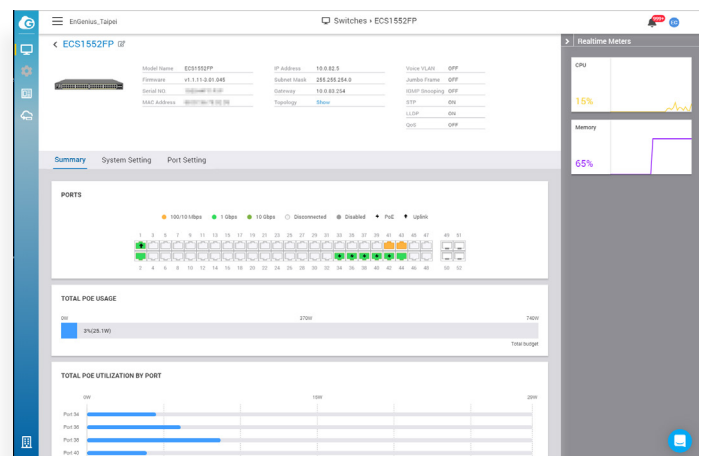 EnGenius_Taipei
Switches › ECS1552FP
999+
‹ ECS1552FP
Model Name ECS1552FP
Firmware v1.1.11-3.01.045
Serial NO.
MAC Address
IP Address 10.0.82.5
Subnet Mask 255.255.254.0
Gateway 10.0.83.254
Topology Show
Voice VLAN OFF
Jumbo Frame OFF
IGMP Snooping OFF
STP ON
LLDP ON
QoS OFF
> Realtime Meters
CPU
15%
Memory
65%
Summary System Setting Port Setting
PORTS
100/10 Mbps 1 Gbps 10 Gbps Disconnected Disabled PoE Uplink
1 3 5 7 9 11 13 15 17 19 21 23 25 27 29 31 33 35 37 39 41 43 45 47 49 51
2 4 6 8 10 12 14 16 18 20 22 24 26 28 30 32 34 36 38 40 42 44 46 48 50 52
TOTAL POE USAGE
0W 370W 740W
3%(25.1W)
Total budget
TOTAL POE UTILIZATION BY PORT
0W 10W 20W
Port 34
Port 36
Port 38
Port 40